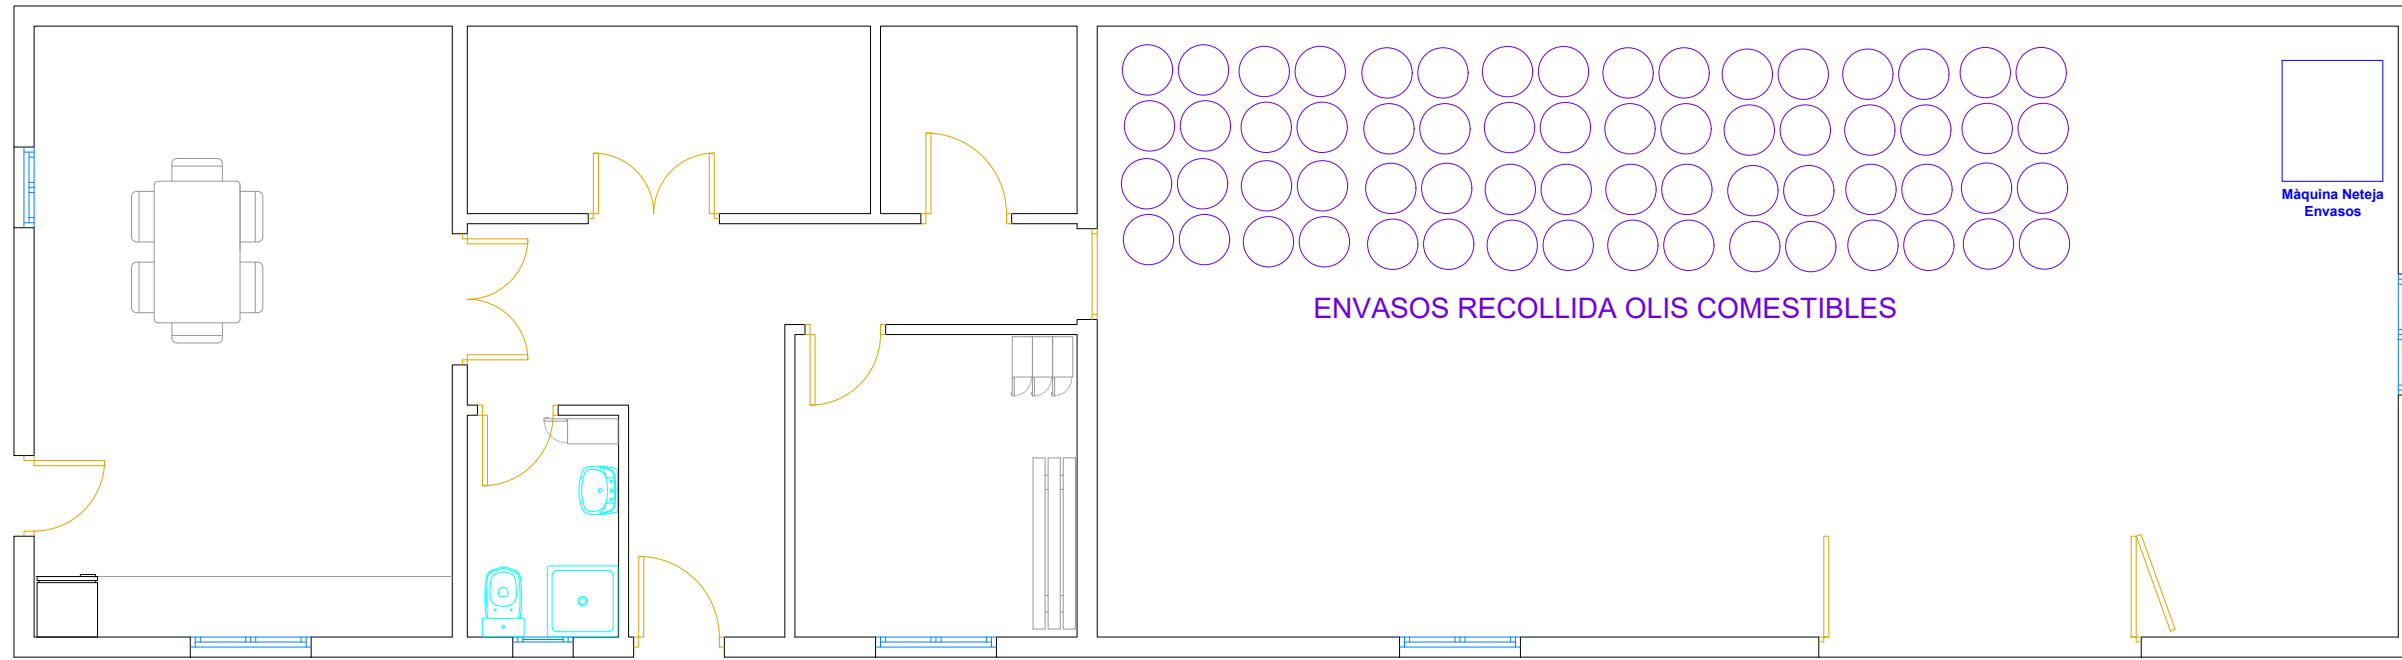 Màquina Neteja
Envasos
ENVASOS RECOLLIDA OLIS COMESTIBLES